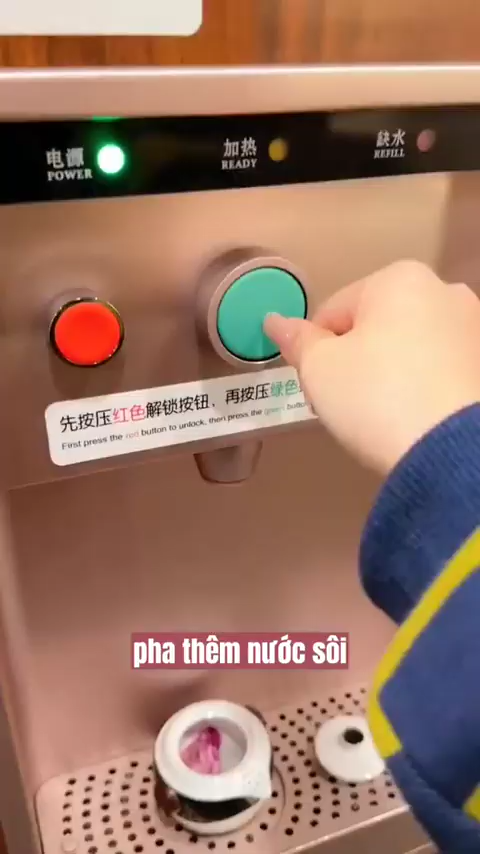 电源
POWER
加热
READY
缺水
REFILL
先按压红色解锁按钮、再按压绿色
First press the red button to unlock, then press the green button
pha thêm nước sôi